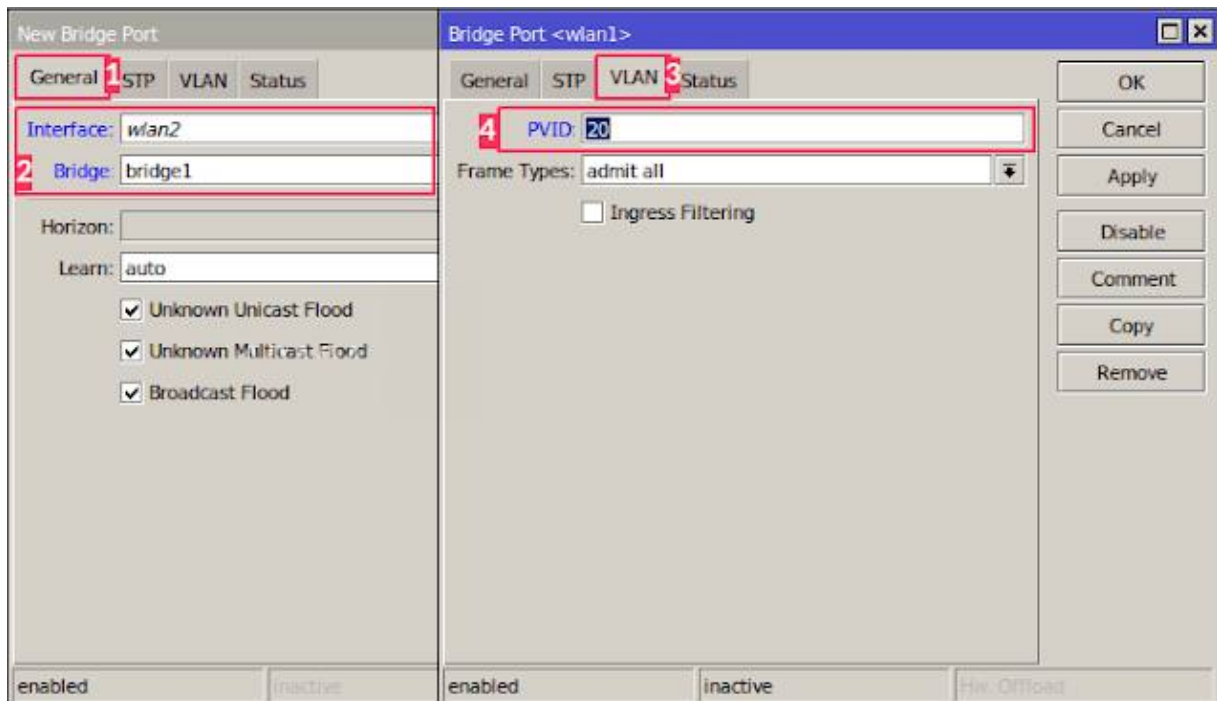 New Bridge Port
General 1 STP VLAN Status
Interface: wlan2
2 Bridge: bridge1
Horizon:
Learn: auto
Unknown Unicast Flood
Unknown Multicast Flood
Broadcast Flood
enabled inactive
Bridge Port <wlan1>
General STP VLAN 3 Status
4 PVID: 20
Frame Types: admit all
Ingress Filtering
OK
Cancel
Apply
Disable
Comment
Copy
Remove
enabled inactive Hw. Offload